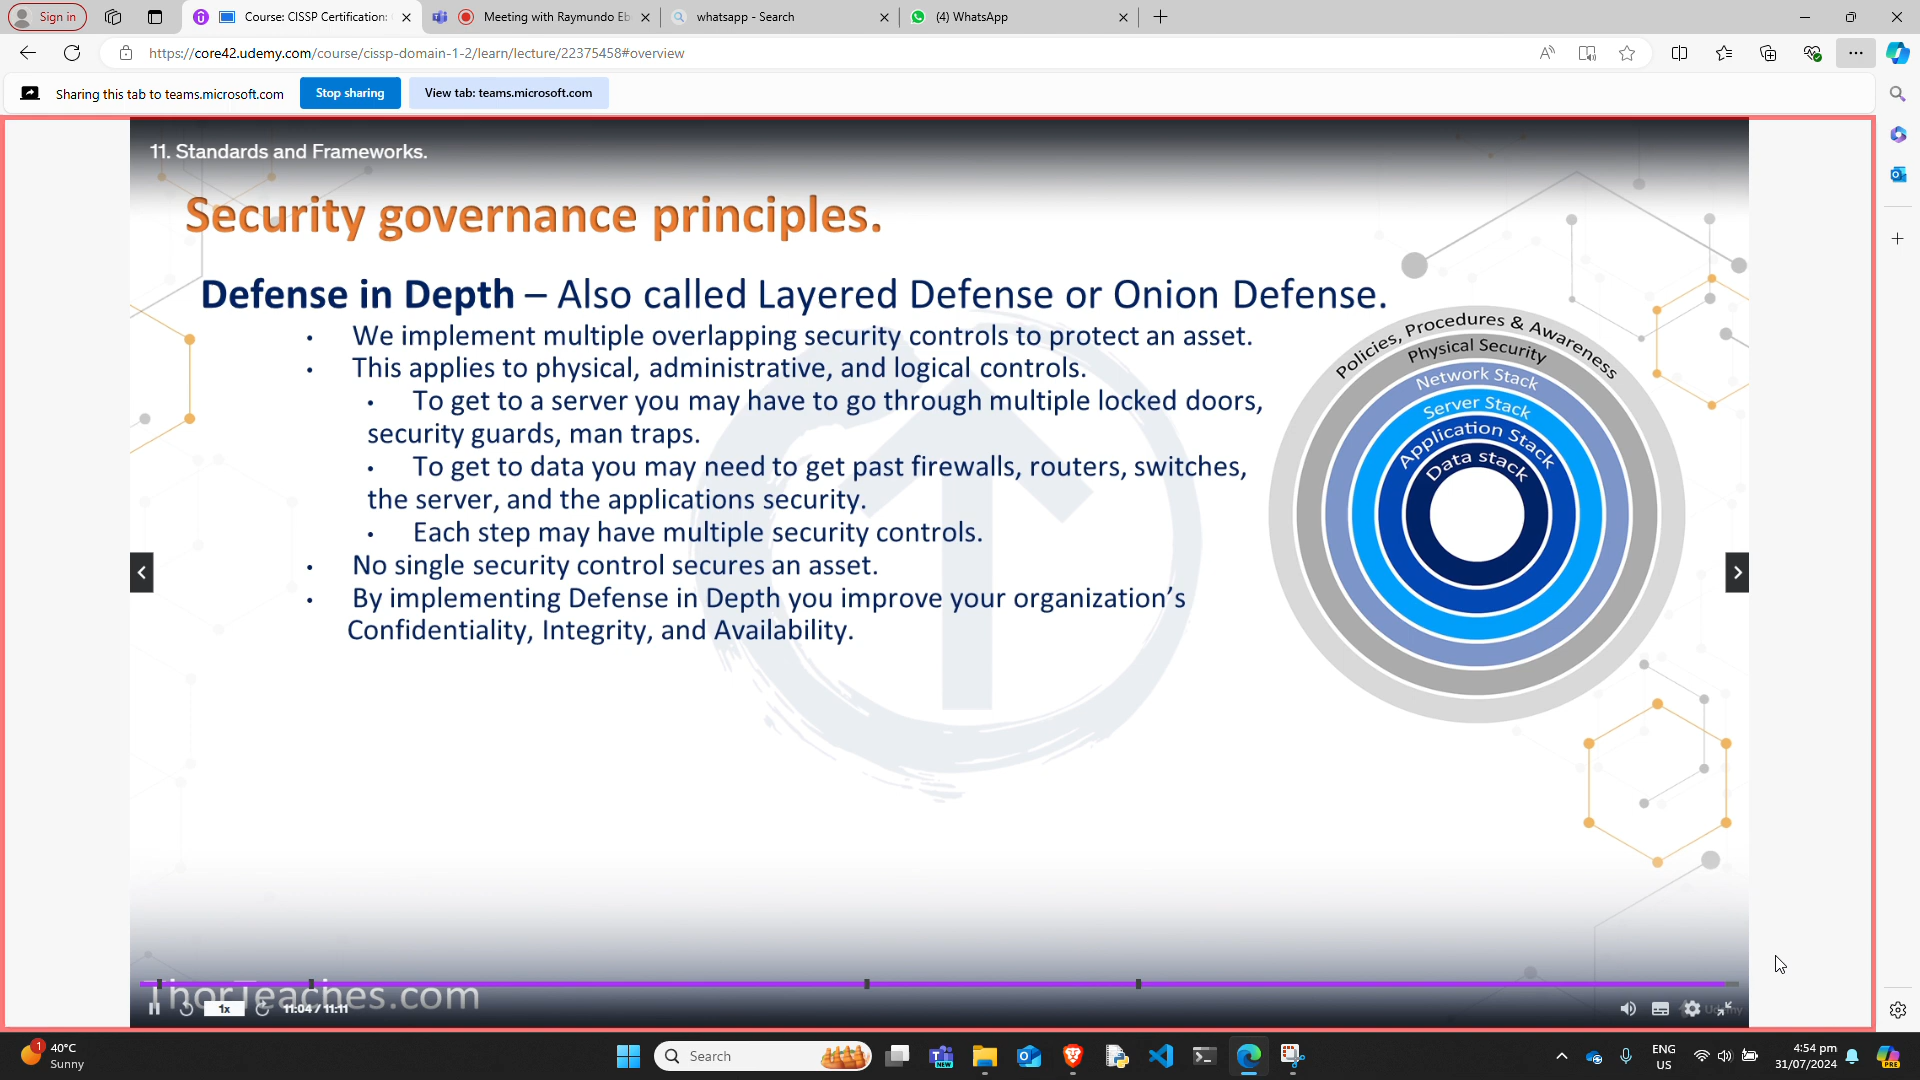 Sign in
Course: CISSP Certification:
Meeting with Raymundo Eb
whatsapp - Search
(4) WhatsApp
https://core42.udemy.com/course/cissp-domain-1-2/learn/lecture/22375458#overview
Sharing this tab to teams.microsoft.com
Stop sharing
View tab: teams.microsoft.com
11. Standards and Frameworks.
Security governance principles.
Defense in Depth – Also called Layered Defense or Onion Defense.
• We implement multiple overlapping security controls to protect an asset.
• This applies to physical, administrative, and logical controls.
• To get to a server you may have to go through multiple locked doors,
security guards, man traps.
• To get to data you may need to get past firewalls, routers, switches,
the server, and the applications security.
• Each step may have multiple security controls.
• No single security control secures an asset.
• By implementing Defense in Depth you improve your organization’s
Confidentiality, Integrity, and Availability.
Policies, Procedures & Awareness
Physical Security
Network Stack
Server Stack
Application Stack
Data stack
ThorTeaches.com
1x
11:04 / 11:11
1
40°C
Sunny
Search
NEW
ENG
US
4:54 pm
31/07/2024
PRE